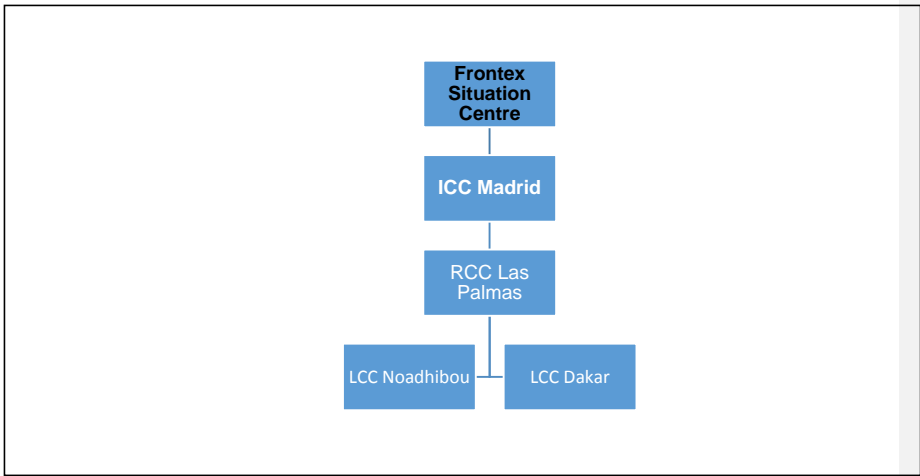 Frontex
Situation
Centre
ICC Madrid
RCC Las
Palmas
LCC Noadhibou
LCC Dakar